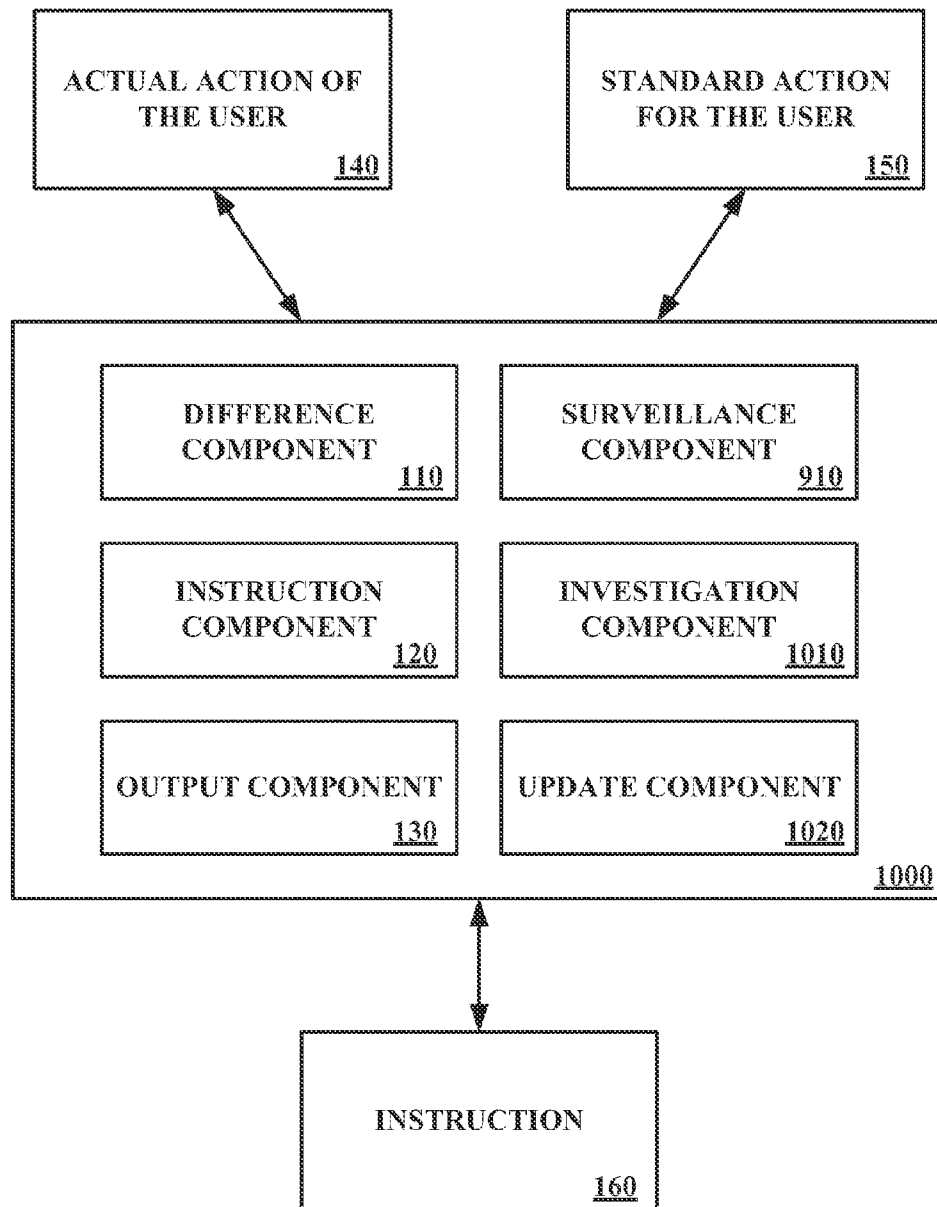 ACTUAL ACTION OF
THE USER
140
STANDARD ACTION
FOR THE USER
150
DIFFERENCE
COMPONENT
110
SURVEILLANCE
COMPONENT
910
INSTRUCTION
COMPONENT
120
INVESTIGATION
COMPONENT
1010
OUTPUT COMPONENT
130
UPDATE COMPONENT
1020
1000
INSTRUCTION
160